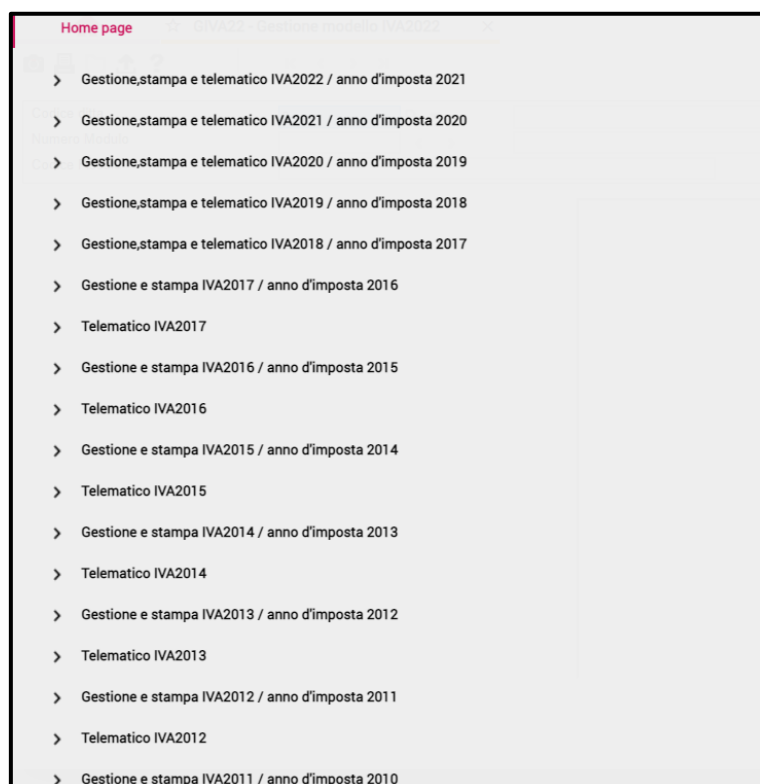 Home page GIVA22 - Gestione modello IVA2022
Gestione,stampa e telematico IVA2022 / anno d'imposta 2021
Gestione,stampa e telematico IVA2021 / anno d'imposta 2020
Gestione,stampa e telematico IVA2020 / anno d'imposta 2019
Gestione,stampa e telematico IVA2019 / anno d'imposta 2018
Gestione,stampa e telematico IVA2018 / anno d'imposta 2017
Gestione e stampa IVA2017 / anno d'imposta 2016
Telematico IVA2017
Gestione e stampa IVA2016 / anno d'imposta 2015
Telematico IVA2016
Gestione e stampa IVA2015 / anno d'imposta 2014
Telematico IVA2015
Gestione e stampa IVA2014 / anno d'imposta 2013
Telematico IVA2014
Gestione e stampa IVA2013 / anno d'imposta 2012
Telematico IVA2013
Gestione e stampa IVA2012 / anno d'imposta 2011
Telematico IVA2012
Gestione e stampa IVA2011 / anno d'imposta 2010